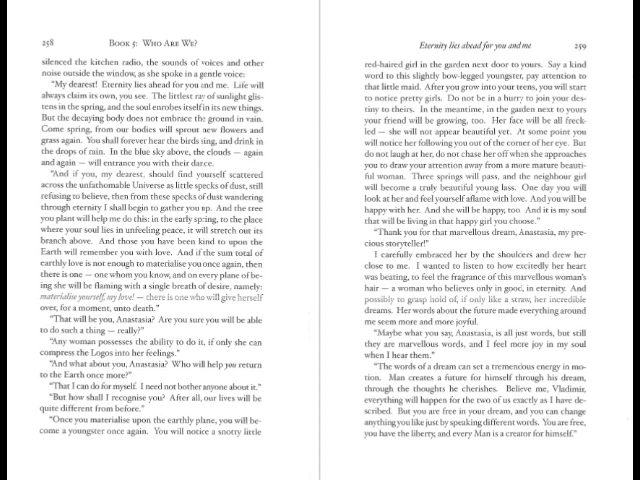 258 BOOK 5: WHO ARE WE?
silenced the kitchen radio, the sounds of voices and other
noise outside the window, as she spoke in a gentle voice:
“My dearest! Eternity lies ahead for you and me. Life will
always claim its own, you see. The littlest ray of sunlight glis-
tens in the spring, and the soul enrobes itself in its new things.
But the decaying body does not embrace the ground in vain.
Come spring, from our bodies will sprout new flowers and
grass again. You shall forever hear the birds sing, and drink in
the drops of rain. In the blue sky above, the clouds — again
and again — will entrance you with their dance.
“And if you, my dearest, should find yourself scattered
across the unfathomable Universe as little specks of dust, still
refusing to believe, then from these specks of dust wandering
through eternity I shall begin to gather you up. And the tree
you plant will help me do this: in the early spring, to the place
where your soul lies in unfeeling peace, it will stretch out its
branch above. And those you have been kind to upon the
Earth will remember you with love. And if the sum total of
earthly love is not enough to materialise you once again, then
there is one — one whom you know, and on every plane of be-
ing she will be flaming with a single breath of desire, namely:
materialise yourself, my love! — there is one who will give herself
over, for a moment, unto death.”
“That will be you, Anastasia? Are you sure you will be able
to do such a thing — really?”
“Any woman possesses the ability to do it, if only she can
compress the Logos into her feelings.”
“And what about you, Anastasia? Who will help you return
to the Earth once more?”
“That I can do for myself. I need not bother anyone about it.”
“But how shall I recognise you? After all, our lives will be
quite different from before.”
“Once you materialise upon the earthly plane, you will be-
come a youngster once again. You will notice a snotty little
Eternity lies ahead for you and me 259
red-haired girl in the garden next door to yours. Say a kind
word to this slightly bow-legged youngster, pay attention to
that little maid. After you grow into your teens, you will start
to notice pretty girls. Do not be in a hurry to join your des-
tiny to theirs. In the meantime, in the garden next to yours
your friend will be growing, too. Her face will be all freck-
led — she will not appear beautiful yet. At some point you
will notice her following you out of the corner of her eye. But
do not laugh at her, do not chase her off when she approaches
you to draw your attention away from a more mature beauti-
ful woman. Three springs will pass, and the neighbour girl
will become a truly beautiful young lass. One day you will
look at her and feel yourself aflame with love. And you will be
happy with her. And she will be happy, too. And it is my soul
that will be living in that happy girl you choose.”
“Thank you for that marvellous dream, Anastasia, my pre-
cious storyteller!”
I carefully embraced her by the shoulders and drew her
close to me. I wanted to listen to how excitedly her heart
was beating, to feel the fragrance of this marvellous woman's
hair — a woman who believes only in good, in eternity. And
possibly to grasp hold of, if only like a straw, her incredible
dreams. Her words about the future made everything around
me seem more and more joyful.
“Maybe what you say, Anastasia, is all just words, but still
they are marvellous words, and I feel more joy in my soul
when I hear them.”
“The words of a dream can set a tremendous energy in mo-
tion. Man creates a future for himself through his dream,
through the thoughts he cherishes. Believe me, Vladimir,
everything will happen for the two of us exactly as I have de-
scribed. But you are free in your dream, and you can change
anything you like just by speaking different words. You are free,
you have the liberty, and every Man is a creator for himself.”